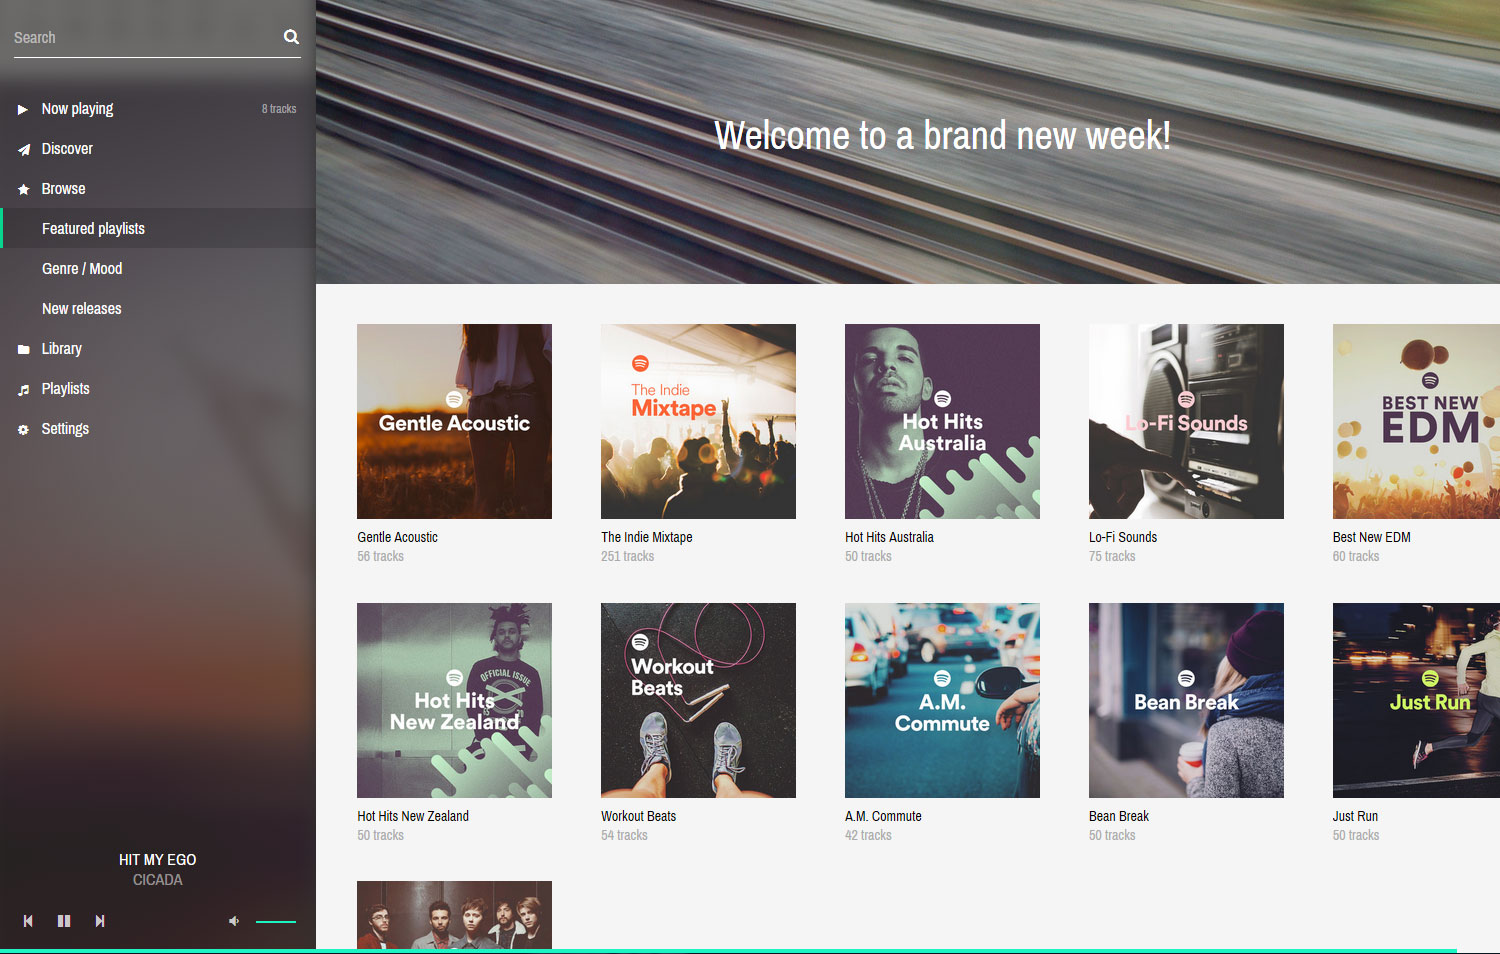 Search
Now playing
8 tracks
Discover
Browse
Featured playlists
Genre / Mood
New releases
Library
Playlists
Settings
HIT MY EGO
CICADA
Welcome to a brand new week!
Gentle Acoustic
The Indie
Mixtape
Hot Hits
Australia
Lo-Fi Sounds
BEST NEW
EDM
Gentle Acoustic
56 tracks
The Indie Mixtape
251 tracks
Hot Hits Australia
50 tracks
Lo-Fi Sounds
75 tracks
Best New EDM
60 tracks
OFFICIAL ISSUE
Hot Hits
New Zealand
Workout
Beats
A.M.
Commute
Bean Break
Just Run
Hot Hits New Zealand
50 tracks
Workout Beats
54 tracks
A.M. Commute
42 tracks
Bean Break
50 tracks
Just Run
50 tracks